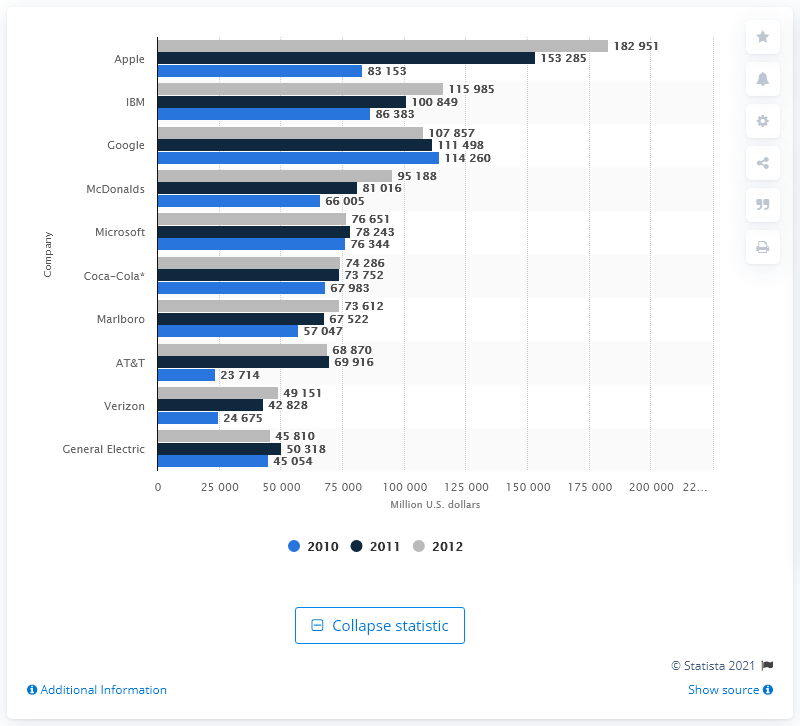 Apple
182 951
153 285
83 153
IBM
115 985
100 849
86 383
Google
107 857
111 498
114 260
McDonalds
95 188
81 016
66 005
Microsoft
76 651
78 243
76 344
Coca-Cola*
74 286
73 752
67 983
Marlboro
73 612
67 522
57 047
AT&T
68 870
69 916
23 714
Verizon
49 151
42 828
24 675
General Electric
45 810
50 318
45 054
Company
0 25 000 50 000 75 000 100 000 125 000 150 000 175 000 200 000 22...
Million U.S. dollars
2010 2011 2012
Collapse statistic
© Statista 2021
Additional Information Show source